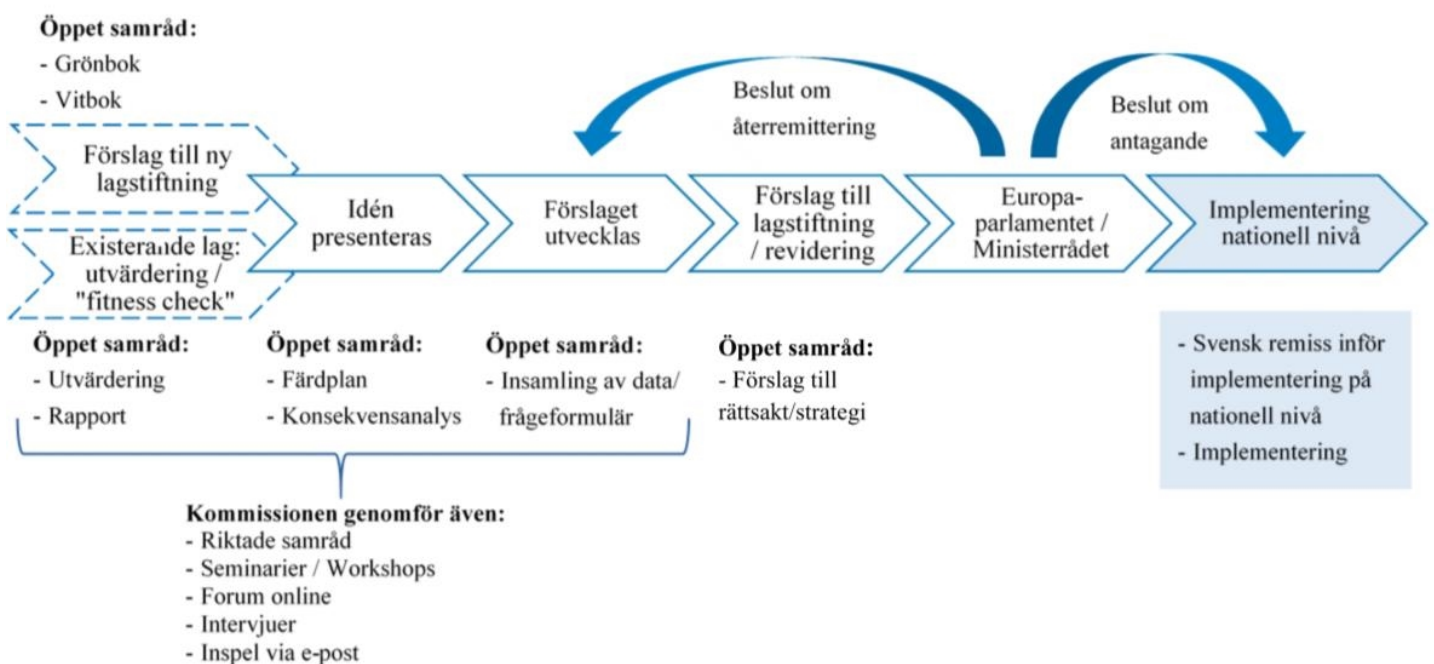 Öppet samråd:
- Grönbok
- Vitbok
Förslag till ny
lagstiftning
Existerande lag:
utvärdering /
"fitness check"
Idén
presenteras
Förslaget
utvecklas
Förslag till
lagstiftning
/ revidering
Europa-
parlamentet /
Ministerrådet
Implementering
nationell nivå
Beslut om
återremittering
Beslut om
antagande
Öppet samråd:
- Utvärdering
- Rapport
Öppet samråd:
- Färdplan
- Konsekvensanalys
Öppet samråd:
- Insamling av data/
frågeformulär
Öppet samråd:
- Förslag till
rättsakt/strategi
- Svensk remiss inför
implementering på
nationell nivå
- Implementering
Kommissionen genomför även:
- Riktade samråd
- Seminarier / Workshops
- Forum online
- Intervjuer
- Inspel via e-post